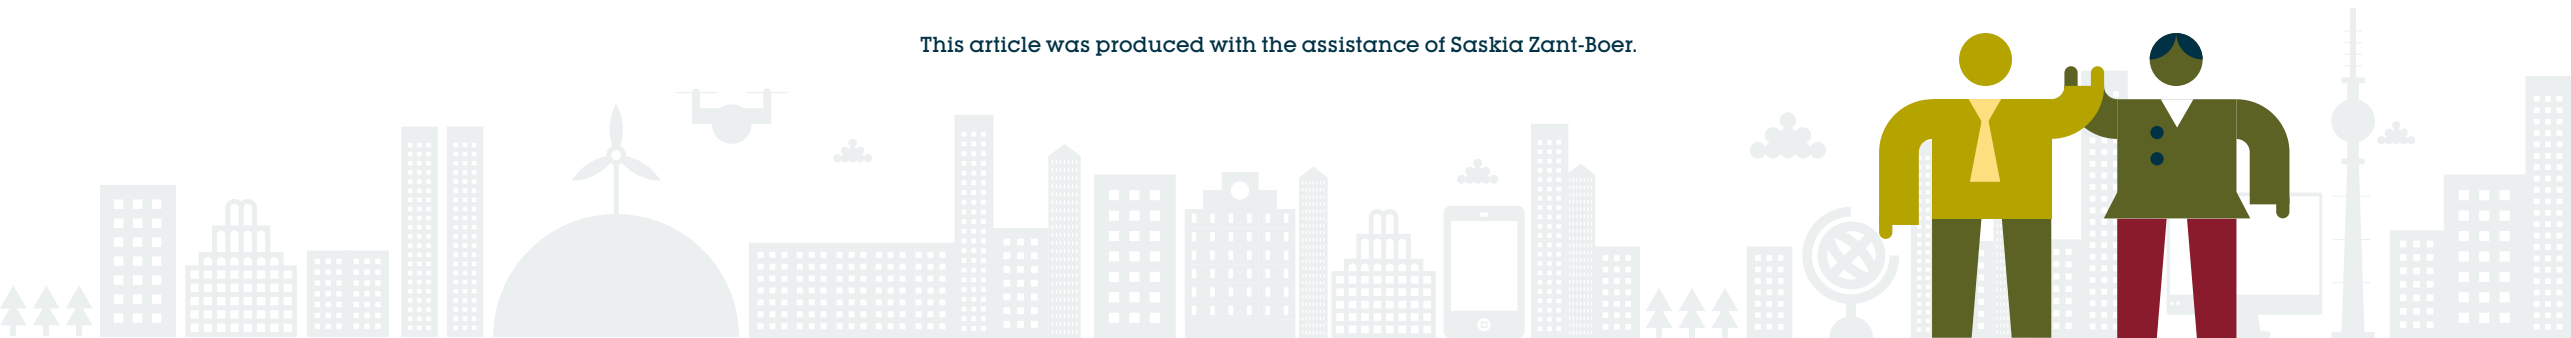 This article was produced with the assistance of Saskia Zant-Boer.